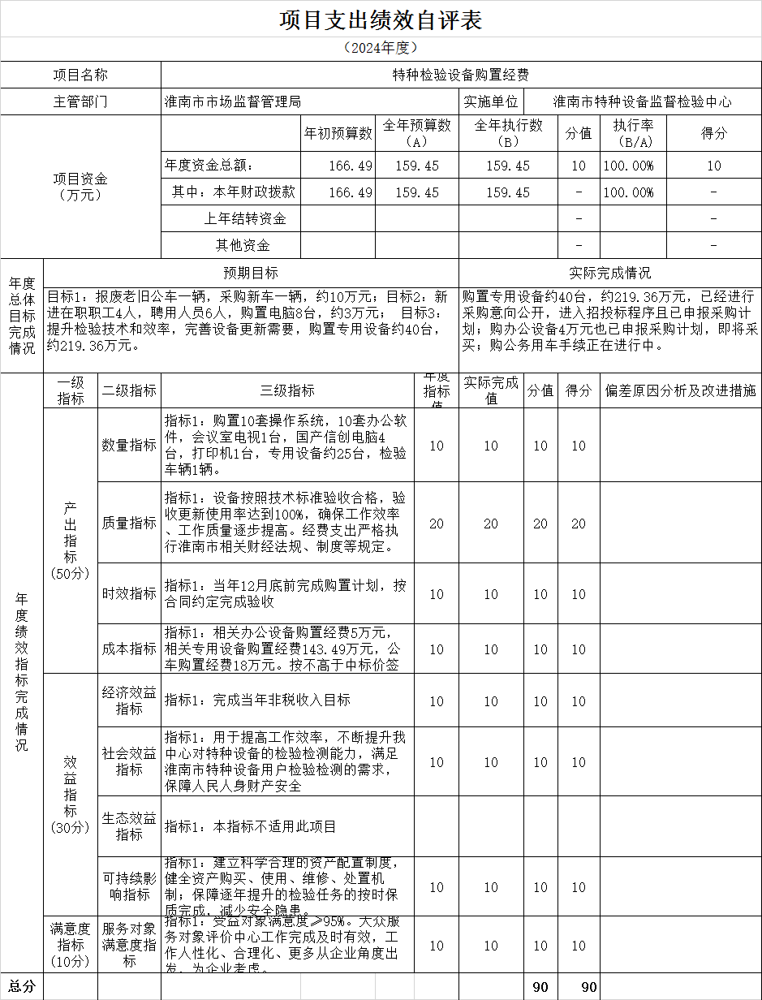 项目支出绩效自评表
（2024年度）
项目名称
特种检验设备购置经费
主管部门
淮南市市场监督管理局
实施单位
淮南市特种设备监督检验中心
项目资金
（万元）
年初预算数
全年预算数
（A）
全年执行数
（B）
分值
执行率
（B/A)
得分
年度资金总额：
166.49
159.45
159.45
10
100.00%
10
其中：本年财政拨款
166.49
159.45
159.45
-
100.00%
-
上年结转资金
-
-
其他资金
-
-
年度
总体
目标
完成
情况
预期目标
实际完成情况
目标1：报废老旧公车一辆，采购新车一辆，约10万元；目标2：新
进在职职工4人，聘用人员6人，购置电脑8台，约3万元； 目标3：
提升检验技术和效率，完善设备更新需要，购置专用设备约40台，
约219.36万元。
购置专用设备约40台，约219.36万元，已经进行
采购意向公开，进入招投标程序且已申报采购计
划；购办公设备4万元也已申报采购计划，即将采
买；购公务用车手续正在进行中。
年
度
绩
效
指
标
完
成
情
况
一级
指标
二级指标
三级指标
年度
指标
值
实际完成
值
分值
得分
偏差原因分析及改进措施
产
出
指
标
(50分)
数量指标
指标1：购置10套操作系统，10套办公软
件，会议室电视1台，国产信创电脑4
台，打印机1台，专用设备约25台，检验
车辆1辆。
10
10
10
10
质量指标
指标1：设备按照技术标准验收合格，验
收更新使用率达到100%，确保工作效率
、工作质量逐步提高。经费支出严格执
行淮南市相关财经法规、制度等规定。
20
20
20
20
时效指标
指标1：当年12月底前完成购置计划，按
合同约定完成验收
10
10
10
10
成本指标
指标1：相关办公设备购置经费5万元，
相关专用设备购置经费143.49万元，公
车购置经费18万元。按不高于中标价签
10
10
10
10
效
益
指
标
(30分)
经济效益
指标
指标1：完成当年非税收入目标
10
10
10
10
社会效益
指标
指标1：用于提高工作效率，不断提升我
中心对特种设备的检验检测能力，满足
淮南市特种设备用户检验检测的需求，
保障人民人身财产安全
10
10
10
10
生态效益
指标
指标1：本指标不适用此项目
可持续影
响指标
指标1：建立科学合理的资产配置制度，
健全资产购买、使用、维修、处置机
制；保障逐年提升的检验任务的按时保
质完成，减少安全隐患。
10
10
10
10
满意度
指标
(10分)
服务对象
满意度指
标
指标1：受益对象满意度≥95%。大众服
务对象评价中心工作完成及时有效，工
作人性化、合理化、更多从企业角度出
发，为企业考虑。
10
10
10
10
总分
90
90